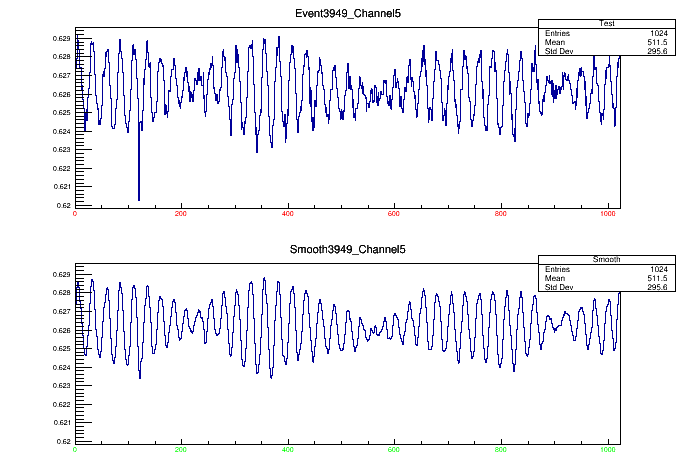 Event3949_Channel5
Test
Entries 1024
Mean 511.5
Std Dev 295.6
0.629
0.628
0.627
0.626
0.625
0.624
0.623
0.622
0.621
0.62
0 200 400 600 800 1000
Smooth3949_Channel5
Smooth
Entries 1024
Mean 511.5
Std Dev 295.6
0.629
0.628
0.627
0.626
0.625
0.624
0.623
0.622
0.621
0.62
0 200 400 600 800 1000